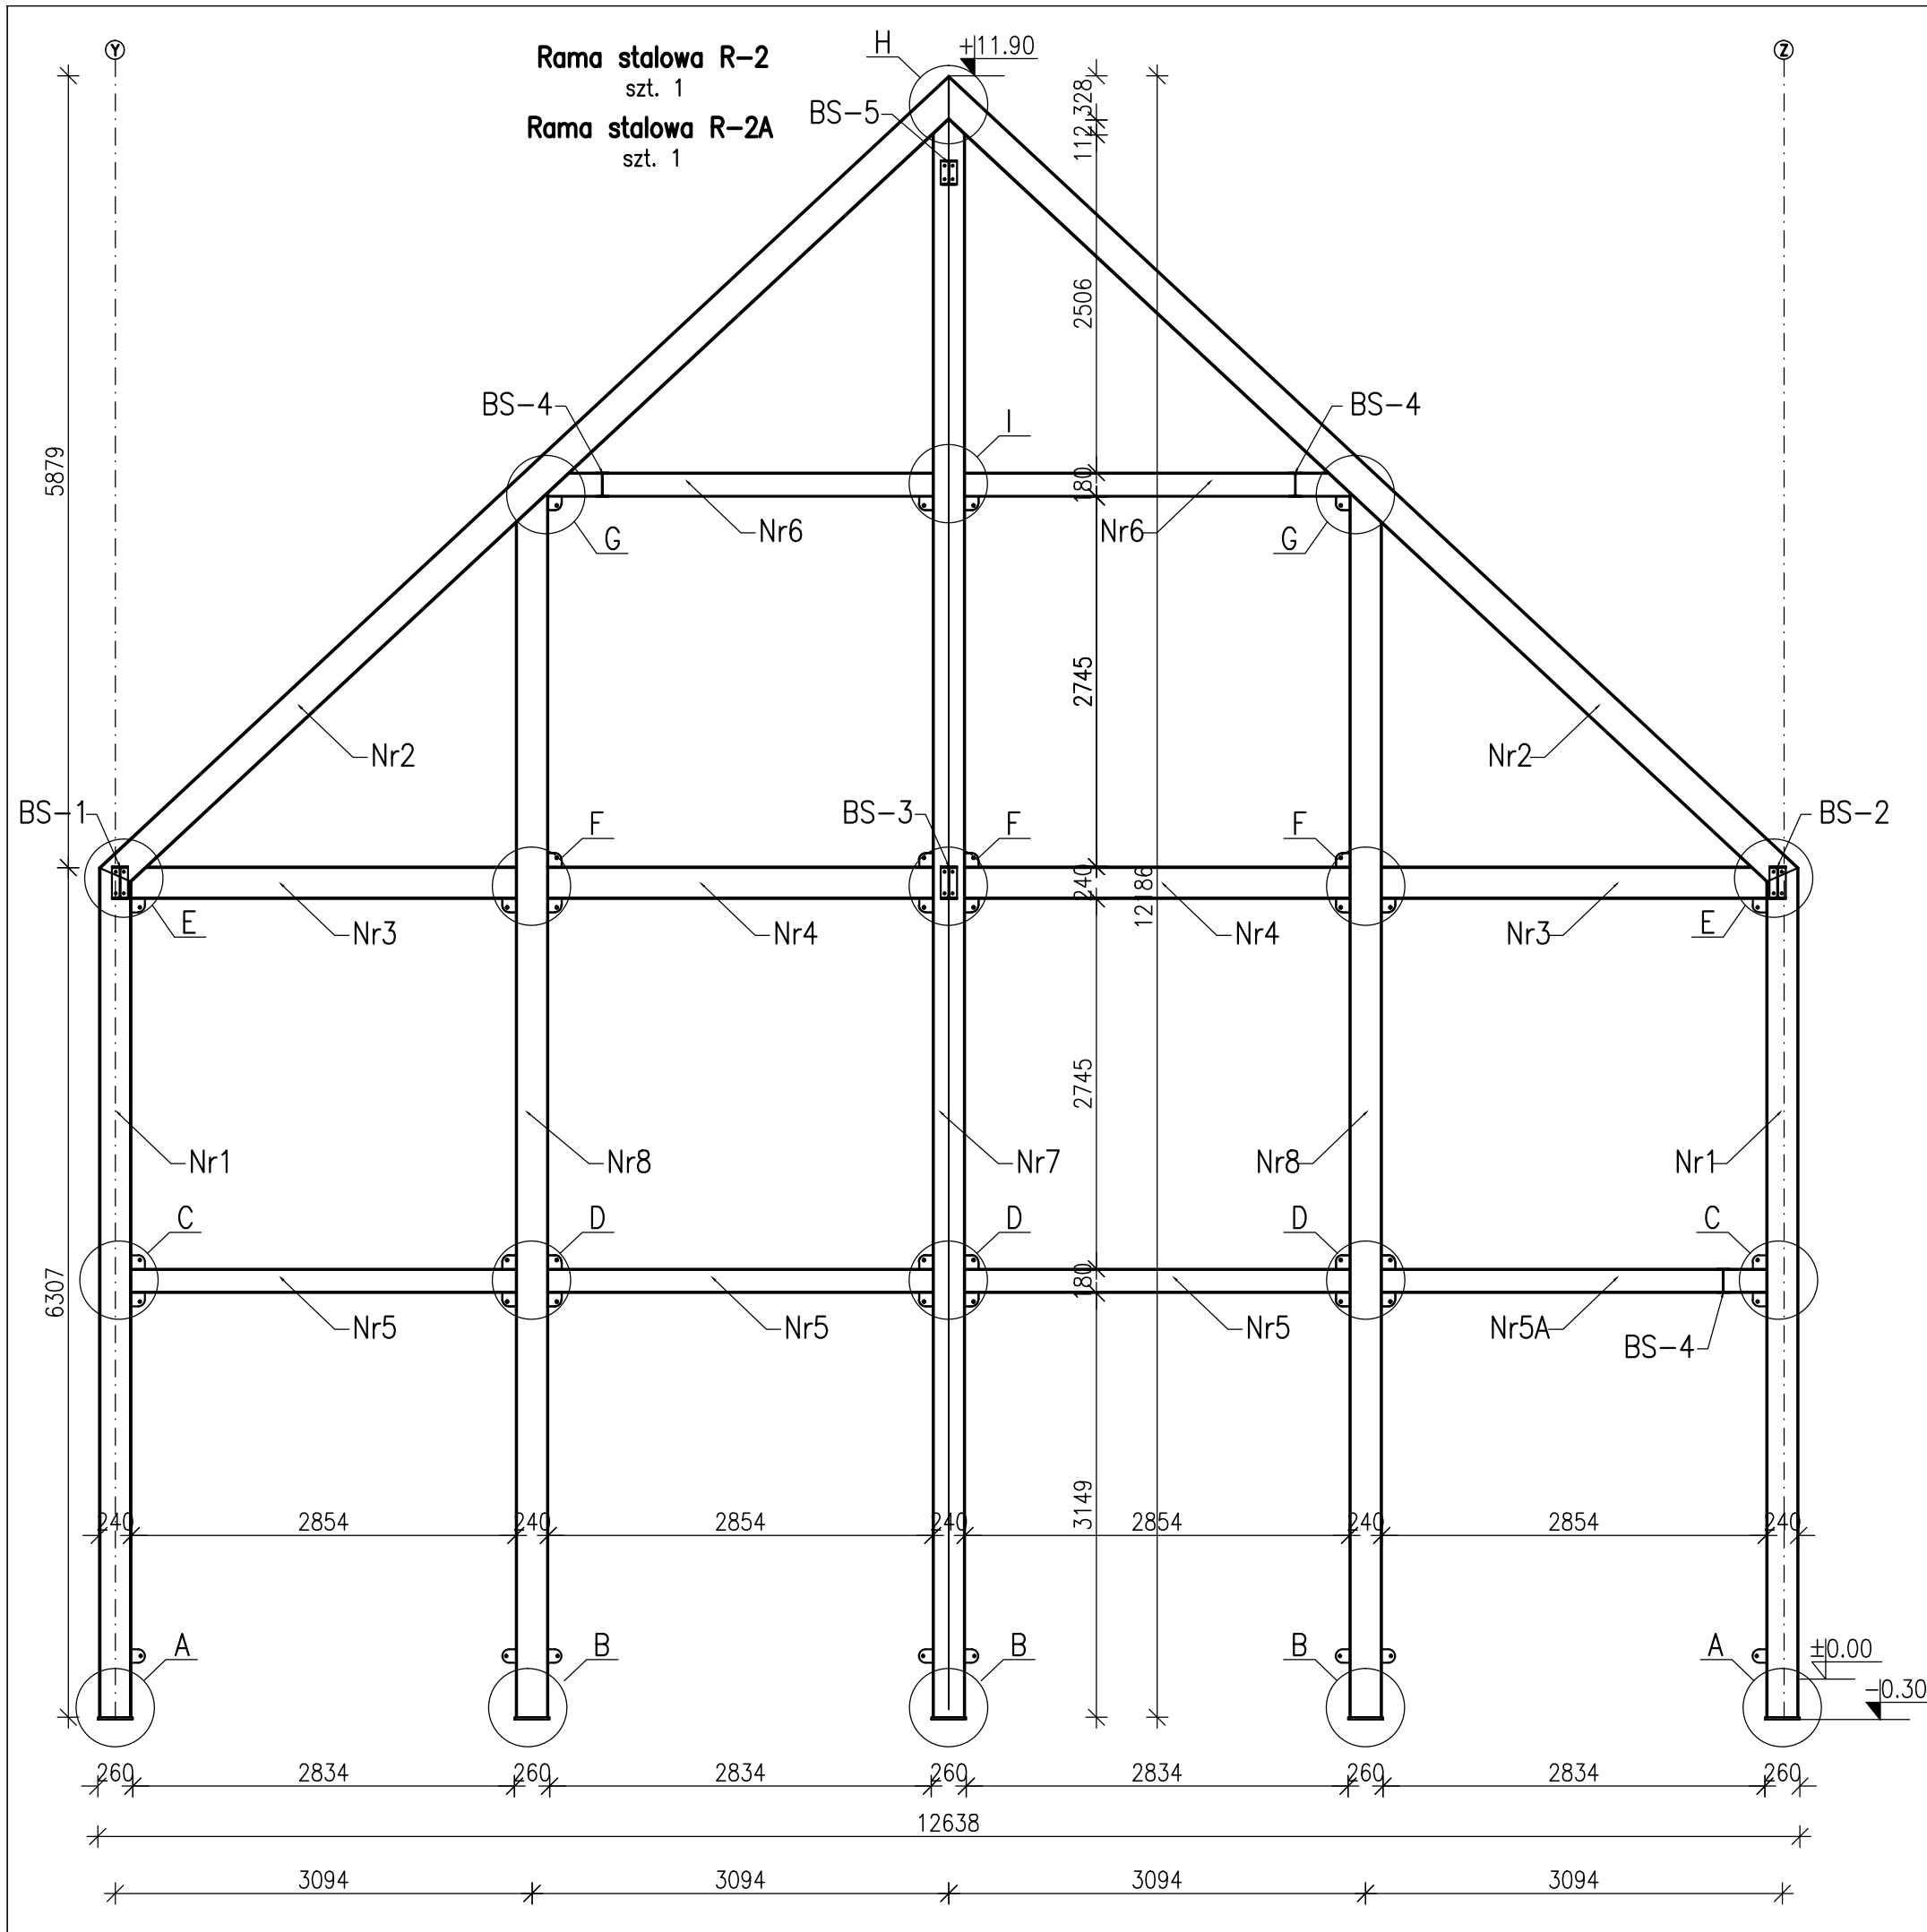 Y
Rama stalowa R-2
szt. 1
Rama stalowa R-2A
szt. 1
H
+11.90
Z
BS-5
328
112
2506
BS-4
I
BS-4
5879
180
Nr6
Nr6
G
G
2745
Nr2
Nr2
BS-1
F
BS-3
F
F
BS-2
240
12186
E
Nr3
Nr4
Nr4
Nr3
E
2745
Nr1
Nr8
Nr7
Nr8
Nr1
C
D
D
D
C
6307
180
Nr5
Nr5
Nr5
Nr5A
BS-4
3149
240
2854
240
2854
240
2854
240
2854
240
A
B
B
B
A
±0.00
-0.30
260
2834
260
2834
260
2834
260
2834
260
12638
3094
3094
3094
3094